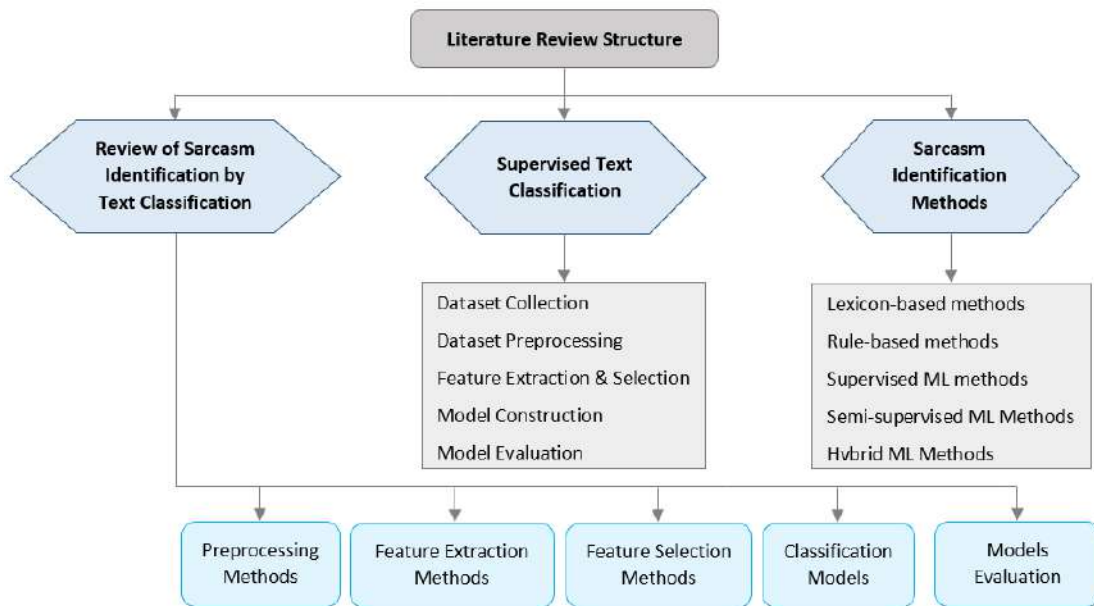 Literature Review Structure
Review of Sarcasm
Identification by
Text Classification
Supervised Text
Classification
Sarcasm
Identification
Methods
Dataset Collection
Dataset Preprocessing
Feature Extraction & Selection
Model Construction
Model Evaluation
Lexicon-based methods
Rule-based methods
Supervised ML methods
Semi-supervised ML Methods
Hybrid ML Methods
Preprocessing
Methods
Feature Extraction
Methods
Feature Selection
Methods
Classification
Models
Models
Evaluation